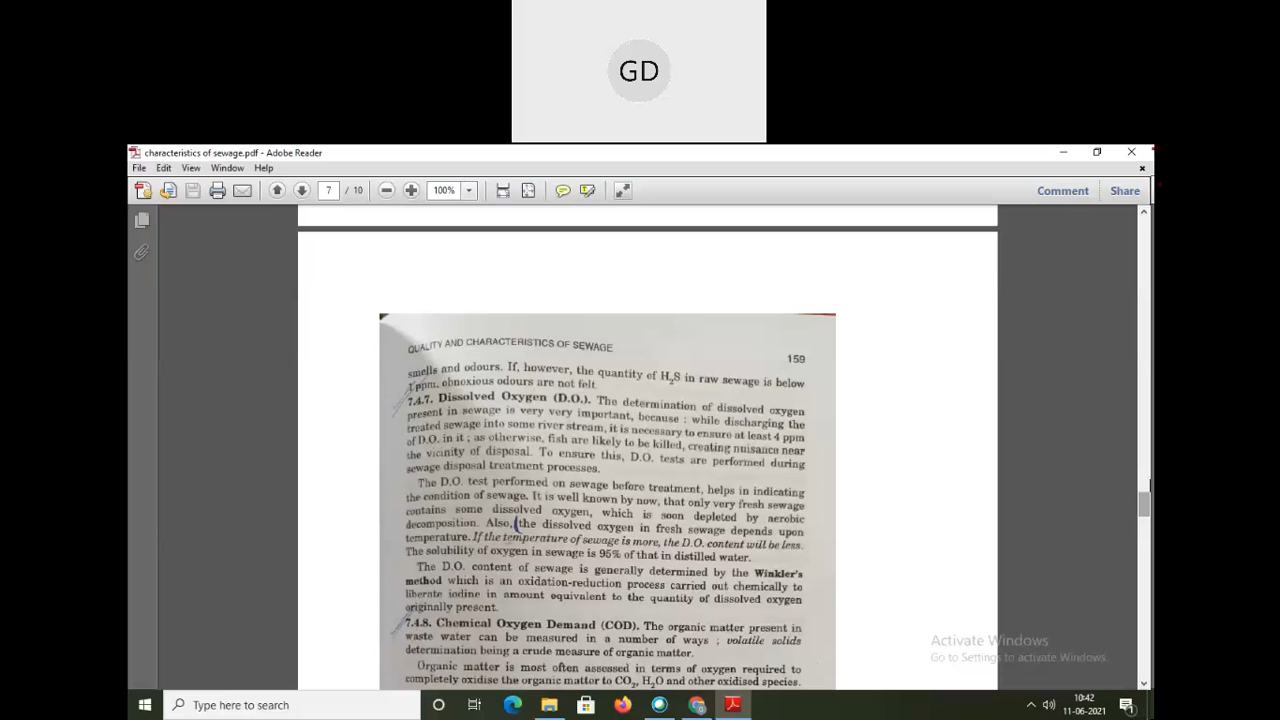 GD
characteristics of sewage.pdf - Adobe Reader
File Edit View Window Help
7 / 10 100% Comment Share
QUALITY AND CHARACTERISTICS OF SEWAGE 159
smells and odours. If, however, the quantity of H₂S in raw sewage is below
1 ppm, obnoxious odours are not felt.
7.4.7. Dissolved Oxygen (D.O.). The determination of dissolved oxygen
present in sewage is very very important, because : while discharging the
treated sewage into some river stream, it is necessary to ensure at least 4 ppm
of D.O. in it ; as otherwise, fish are likely to be killed, creating nuisance near
the vicinity of disposal. To ensure this, D.O. tests are performed during
sewage disposal treatment processes.
The D.O. test performed on sewage before treatment, helps in indicating
the condition of sewage. It is well known by now, that only very fresh sewage
contains some dissolved oxygen, which is soon depleted by aerobic
decomposition. Also, (the dissolved oxygen in fresh sewage depends upon
temperature. If the temperature of sewage is more, the D.O. content will be less.
The solubility of oxygen in sewage is 95% of that in distilled water.
The D.O. content of sewage is generally determined by the Winkler's
method which is an oxidation-reduction process carried out chemically to
liberate iodine in amount equivalent to the quantity of dissolved oxygen
originally present.
7.4.8. Chemical Oxygen Demand (COD). The organic matter present in
waste water can be measured in a number of ways ; volatile solids
determination being a crude measure of organic matter.
Organic matter is most often assessed in terms of oxygen required to
completely oxidise the organic matter to CO₂, H₂O and other oxidised species.
Activate Windows
Go to Settings to activate Windows.
Type here to search
10:42
11-06-2021
1